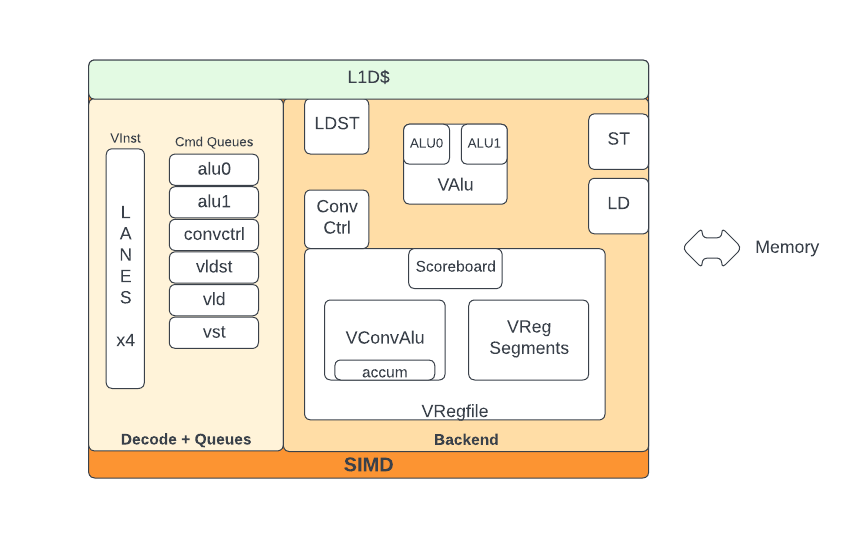 L1D$
VInst
L
A
N
E
S
x4
Cmd Queues
alu0
alu1
convctrl
vldst
vld
vst
Decode + Queues
LDST
ALU0
ALU1
VAlu
ST
LD
Conv
Ctrl
Scoreboard
VConvAlu
accum
VReg
Segments
VRegfile
Backend
SIMD
Memory